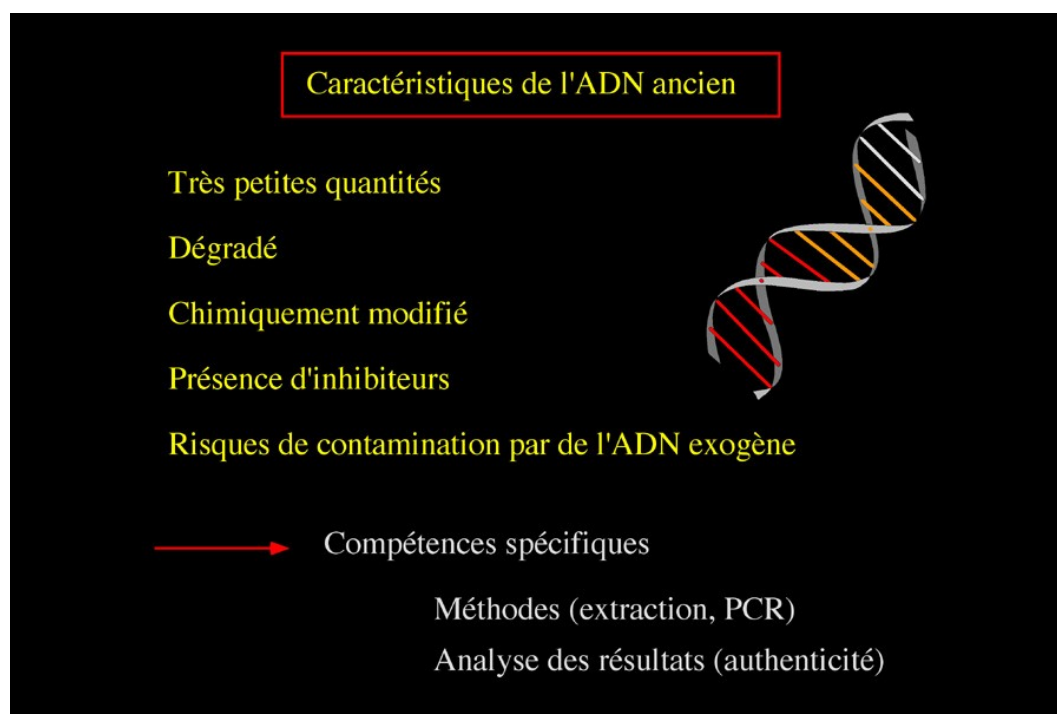 Caractéristiques de l'ADN ancien
Très petites quantités
Dégradé
Chimiquement modifié
Présence d'inhibiteurs
Risques de contamination par de l'ADN exogène
Compétences spécifiques
Méthodes (extraction, PCR)
Analyse des résultats (authenticité)